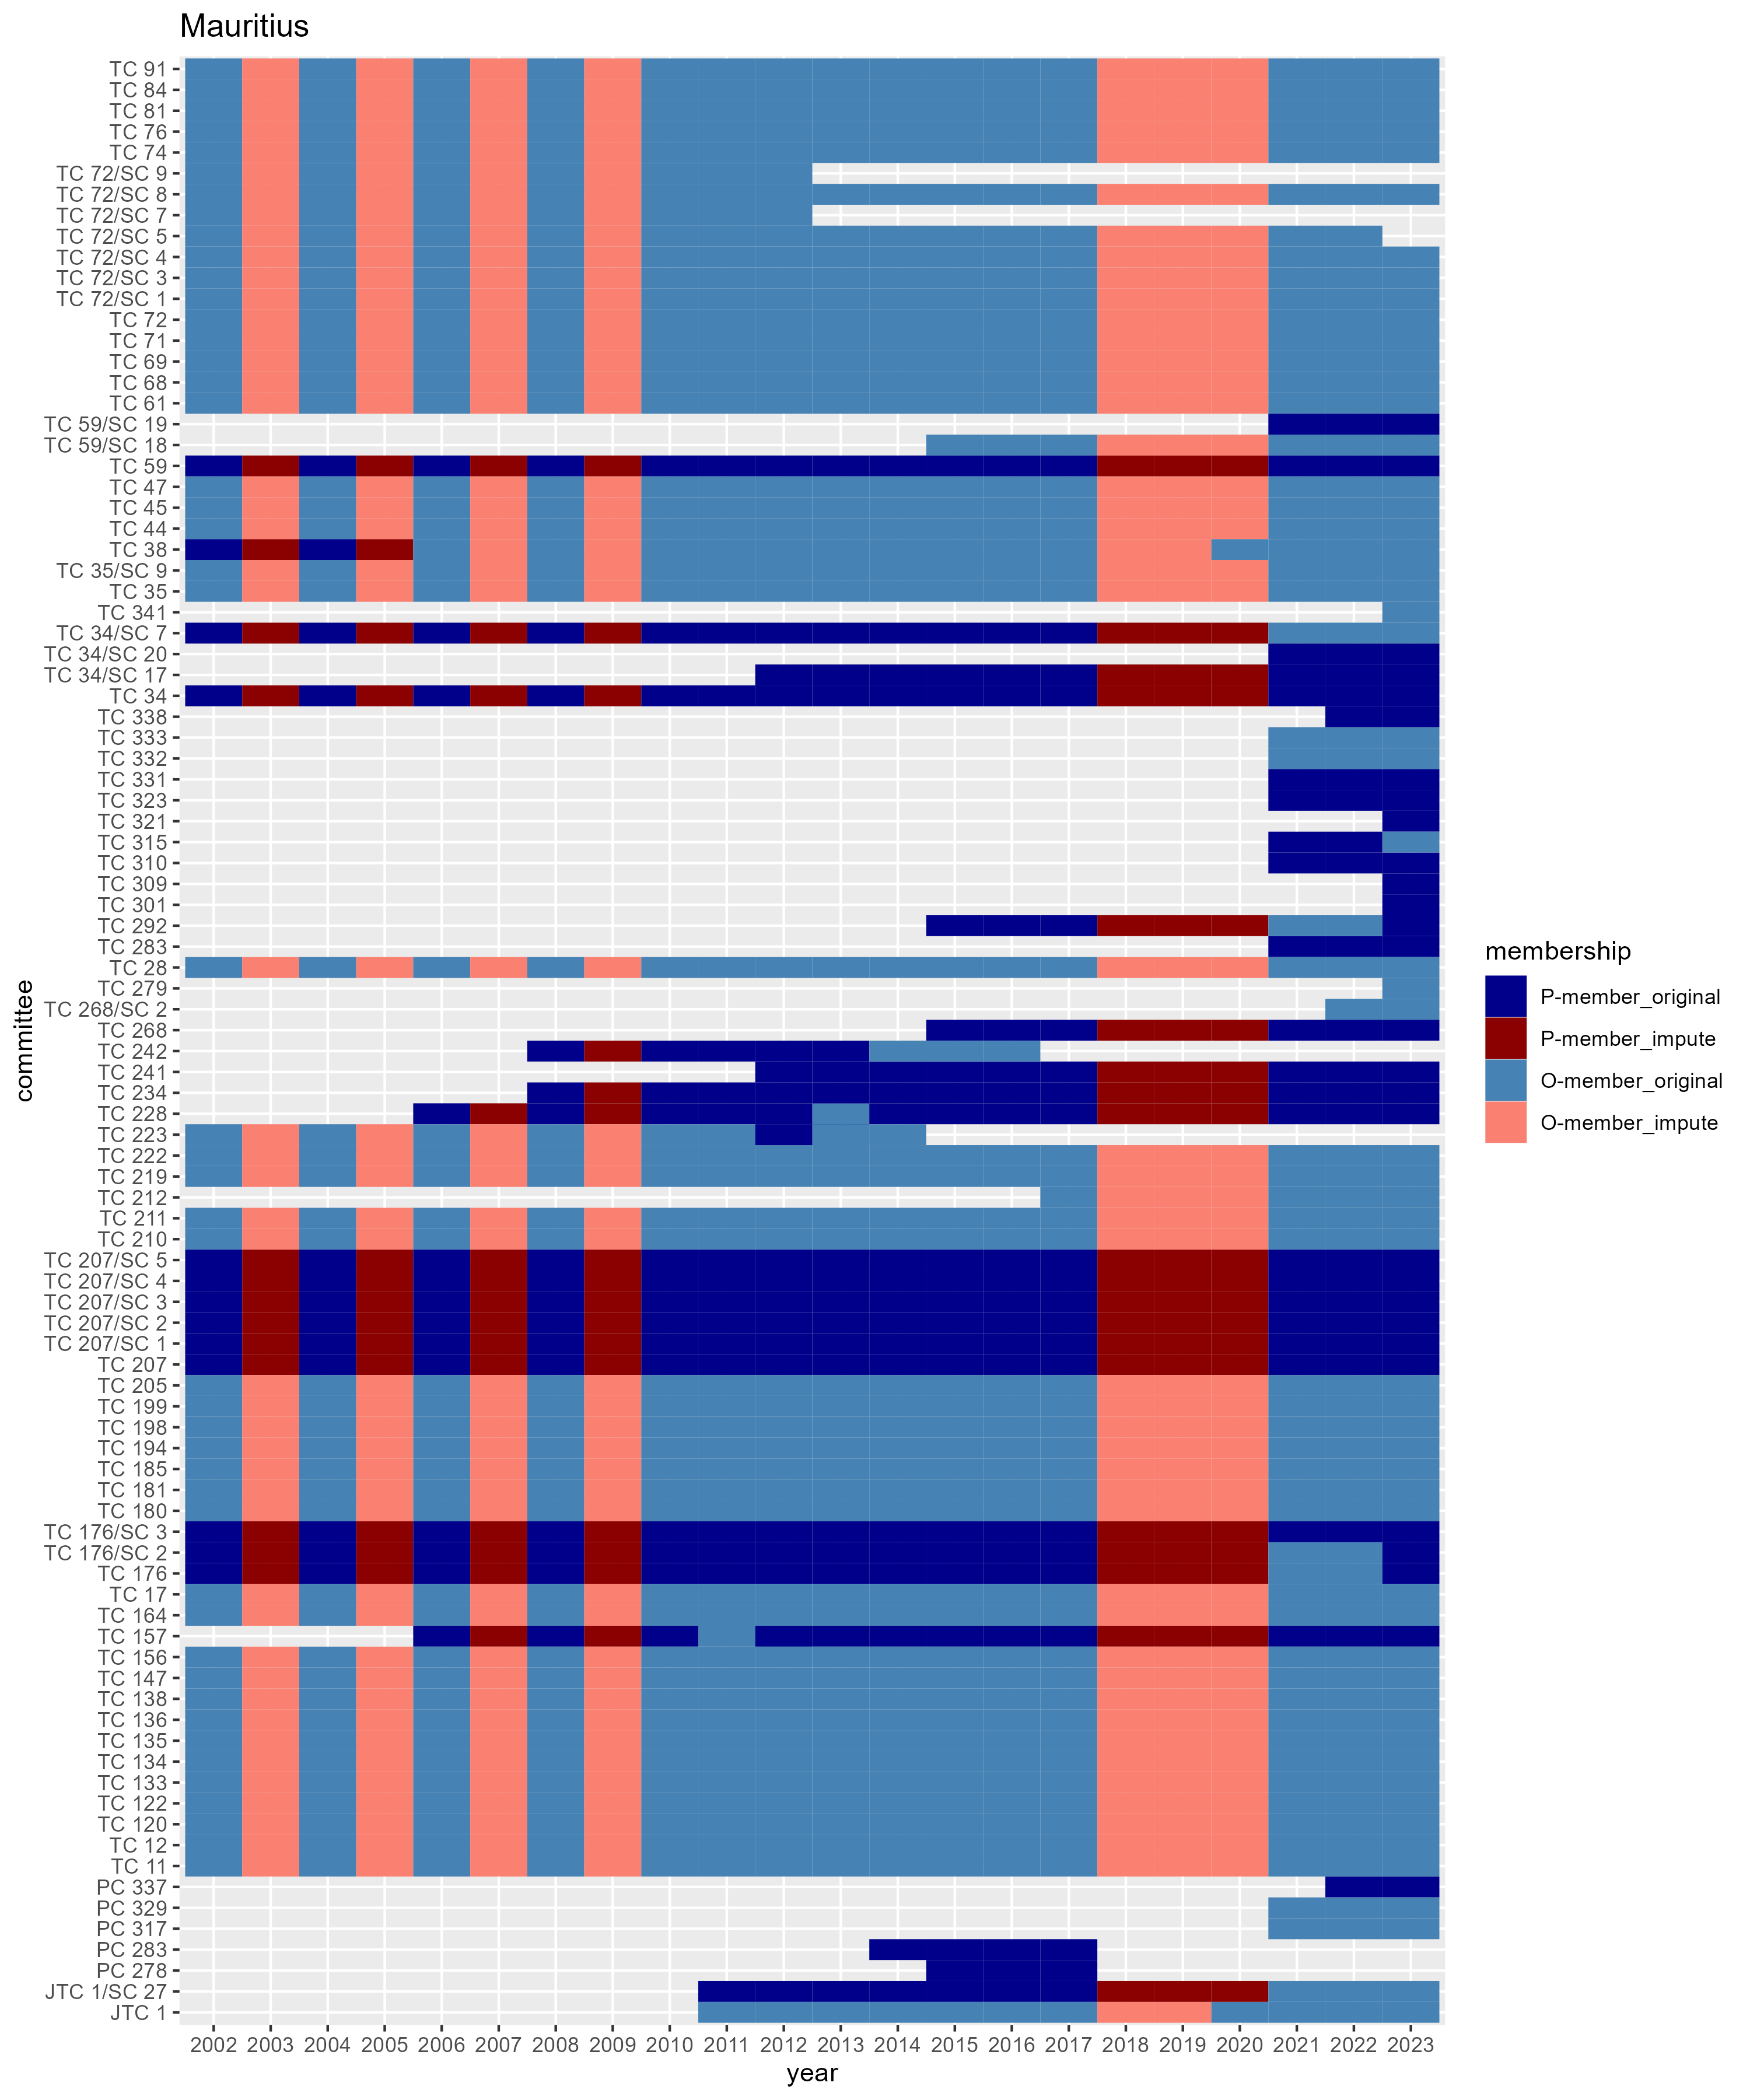 Mauritius
TC 91
TC 84
TC 81
TC 76
TC 74
TC 72/SC 9
TC 72/SC 8
TC 72/SC 7
TC 72/SC 5
TC 72/SC 4
TC 72/SC 3
TC 72/SC 1
TC 72
TC 71
TC 69
TC 68
TC 61
TC 59/SC 19
TC 59/SC 18
TC 59
TC 47
TC 45
TC 44
TC 38
TC 35/SC 9
TC 35
TC 341
TC 34/SC 7
TC 34/SC 20
TC 34/SC 17
TC 34
TC 338
TC 333
TC 332
TC 331
TC 323
TC 321
TC 315
TC 310
TC 309
TC 301
TC 292
TC 283
TC 28
TC 279
TC 268/SC 2
TC 268
TC 242
TC 241
TC 234
TC 228
TC 223
TC 222
TC 219
TC 212
TC 211
TC 210
TC 207/SC 5
TC 207/SC 4
TC 207/SC 3
TC 207/SC 2
TC 207/SC 1
TC 207
TC 205
TC 199
TC 198
TC 194
TC 185
TC 181
TC 180
TC 176/SC 3
TC 176/SC 2
TC 176
TC 17
TC 164
TC 157
TC 156
TC 147
TC 138
TC 136
TC 135
TC 134
TC 133
TC 122
TC 120
TC 12
TC 11
PC 337
PC 329
PC 317
PC 283
PC 278
JTC 1/SC 27
JTC 1
committee
2002 2003 2004 2005 2006 2007 2008 2009 2010 2011 2012 2013 2014 2015 2016 2017 2018 2019 2020 2021 2022 2023
year
membership
P-member_original
P-member_impute
O-member_original
O-member_impute